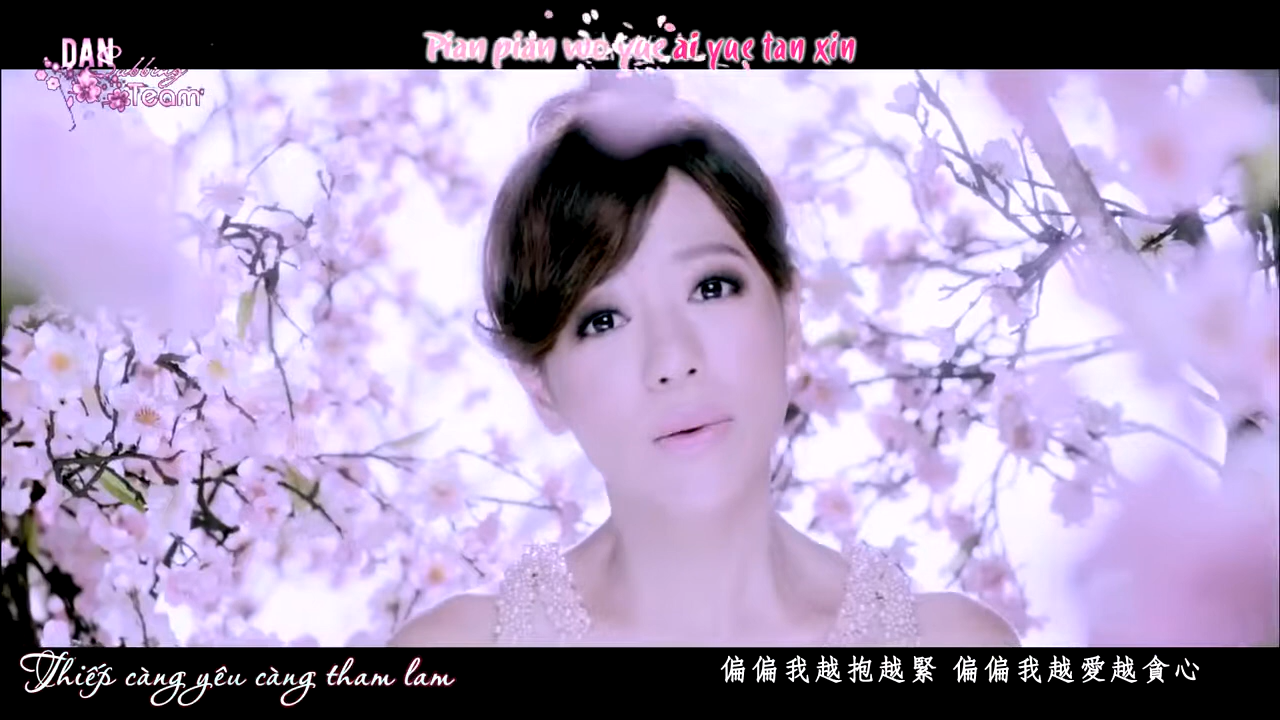 DAN
Subbing
Team
Pian pian wo yue ai yue tan xin
Thiếp càng yêu càng tham lam
偏偏我越抱越緊 偏偏我越愛越貪心